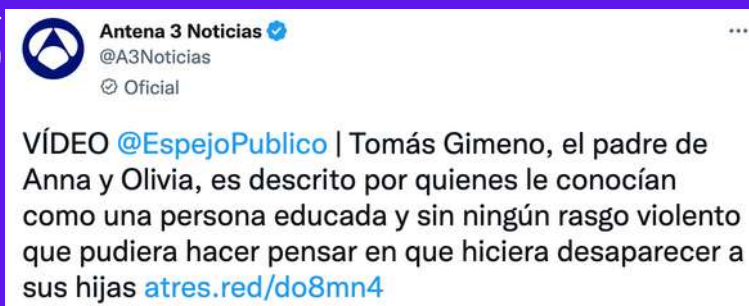 Antena 3 Noticias
@A3Noticias
Oficial
...
VÍDEO @EspejoPublico | Tomás Gimeno, el padre de
Anna y Olivia, es descrito por quienes le conocían
como una persona educada y sin ningún rasgo violento
que pudiera hacer pensar en que hiciera desaparecer a
sus hijas atres.red/do8mn4